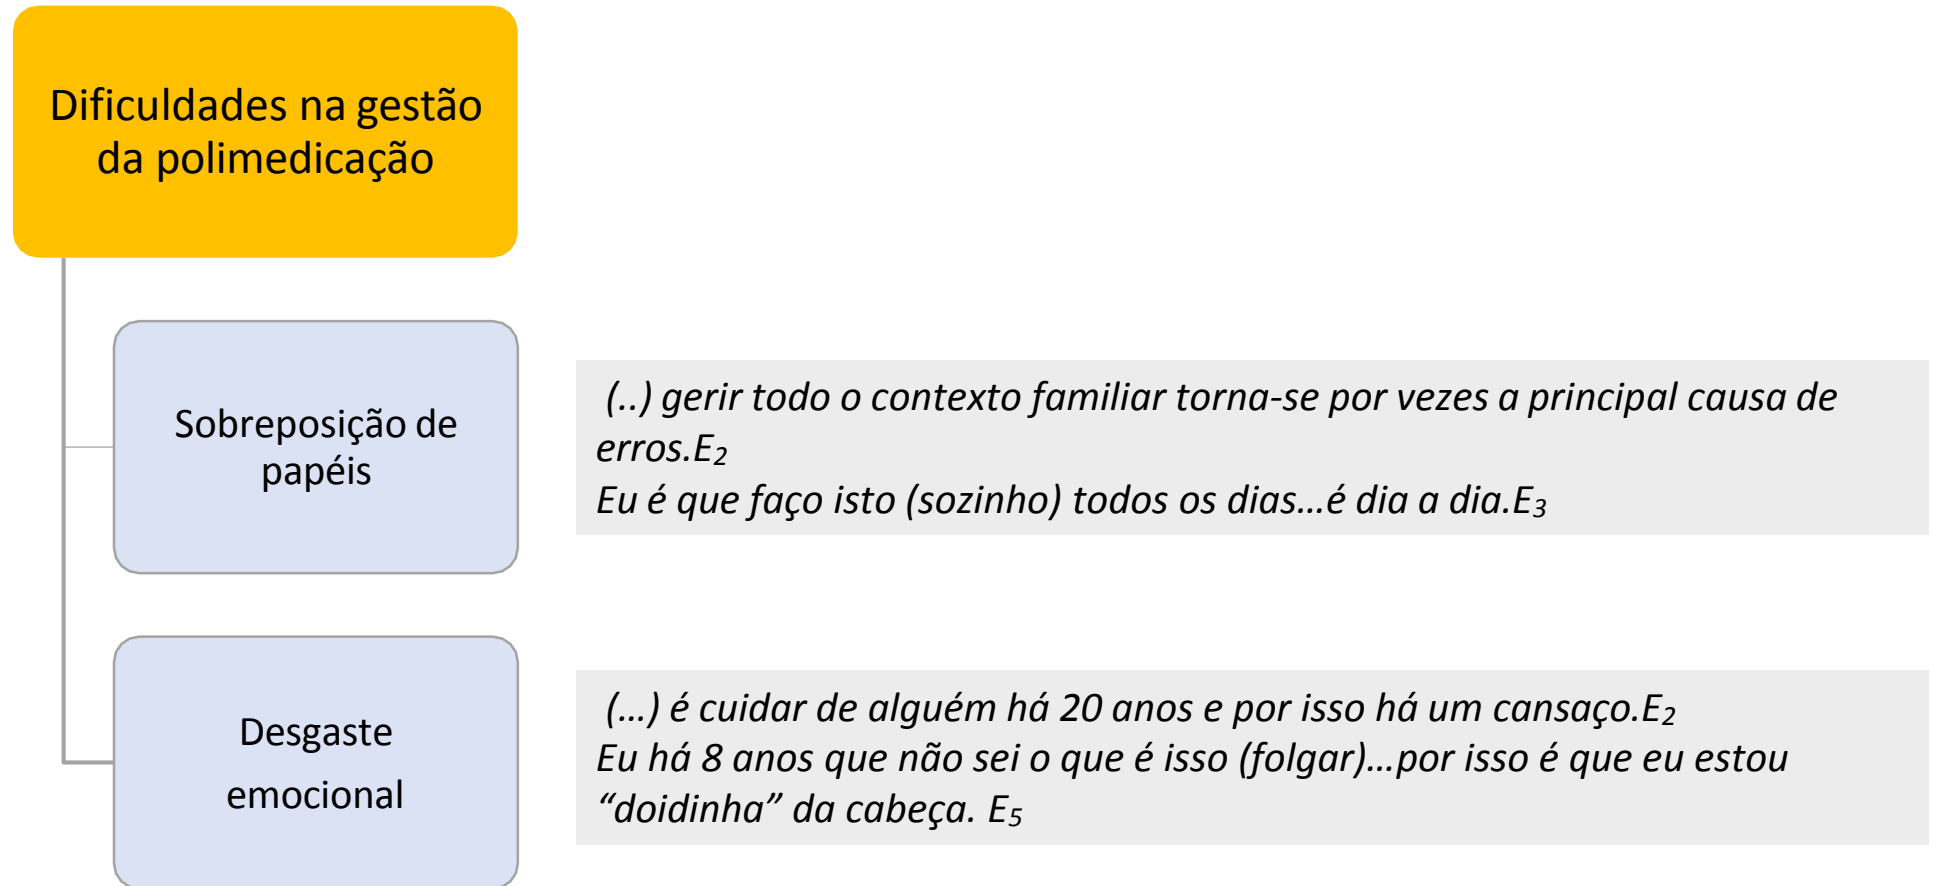 Dificuldades na gestão
da polimedicação
Sobreposição de
papéis
(..) gerir todo o contexto familiar torna-se por vezes a principal causa de
erros.E2
Eu é que faço isto (sozinho) todos os dias...é dia a dia.E3
Desgaste
emocional
(...) é cuidar de alguém há 20 anos e por isso há um cansaço.E2
Eu há 8 anos que não sei o que é isso (folgar)...por isso é que eu estou
“doidinha” da cabeça. E5